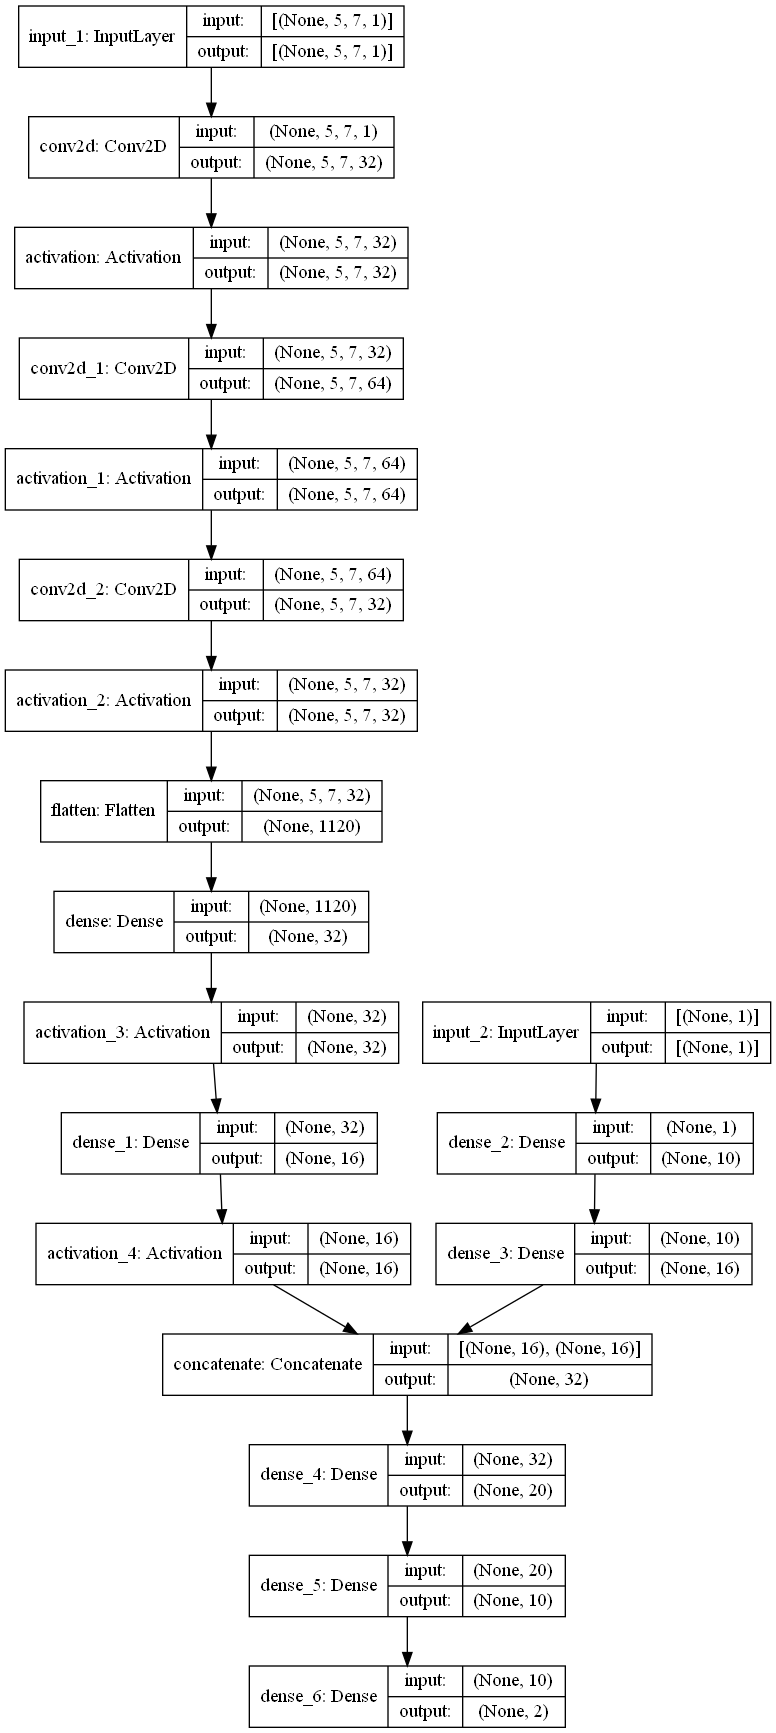 input_1: InputLayer
input: [(None, 5, 7, 1)]
output: [(None, 5, 7, 1)]
conv2d: Conv2D
input: (None, 5, 7, 1)
output: (None, 5, 7, 32)
activation: Activation
input: (None, 5, 7, 32)
output: (None, 5, 7, 32)
conv2d_1: Conv2D
input: (None, 5, 7, 32)
output: (None, 5, 7, 64)
activation_1: Activation
input: (None, 5, 7, 64)
output: (None, 5, 7, 64)
conv2d_2: Conv2D
input: (None, 5, 7, 64)
output: (None, 5, 7, 32)
activation_2: Activation
input: (None, 5, 7, 32)
output: (None, 5, 7, 32)
flatten: Flatten
input: (None, 5, 7, 32)
output: (None, 1120)
dense: Dense
input: (None, 1120)
output: (None, 32)
activation_3: Activation
input: (None, 32)
output: (None, 32)
input_2: InputLayer
input: [(None, 1)]
output: [(None, 1)]
dense_1: Dense
input: (None, 32)
output: (None, 16)
dense_2: Dense
input: (None, 1)
output: (None, 10)
activation_4: Activation
input: (None, 16)
output: (None, 16)
dense_3: Dense
input: (None, 10)
output: (None, 16)
concatenate: Concatenate
input: [(None, 16), (None, 16)]
output: (None, 32)
dense_4: Dense
input: (None, 32)
output: (None, 20)
dense_5: Dense
input: (None, 20)
output: (None, 10)
dense_6: Dense
input: (None, 10)
output: (None, 2)